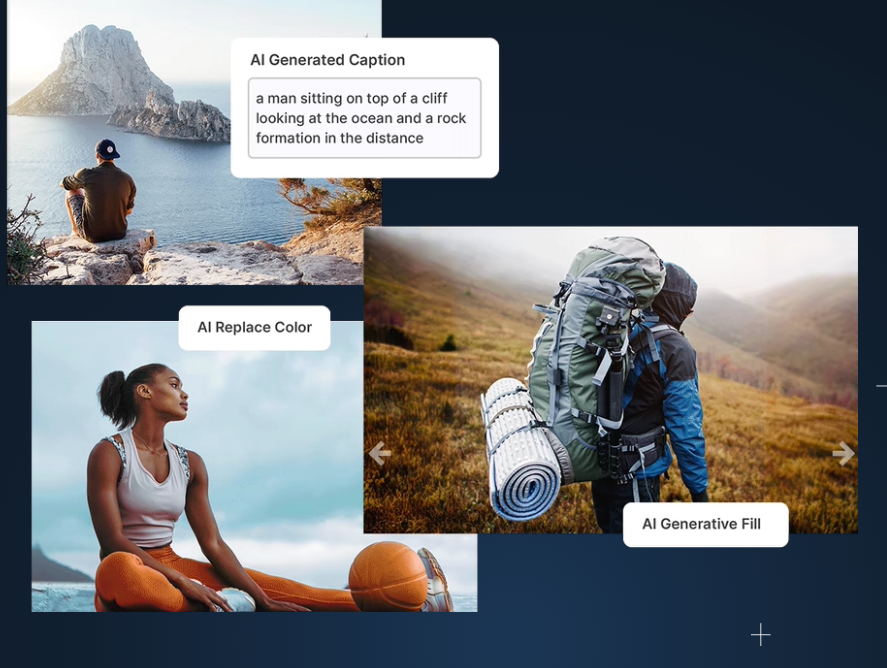 AI Generated Caption
a man sitting on top of a cliff
looking at the ocean and a rock
formation in the distance
AI Replace Color
AI Generative Fill